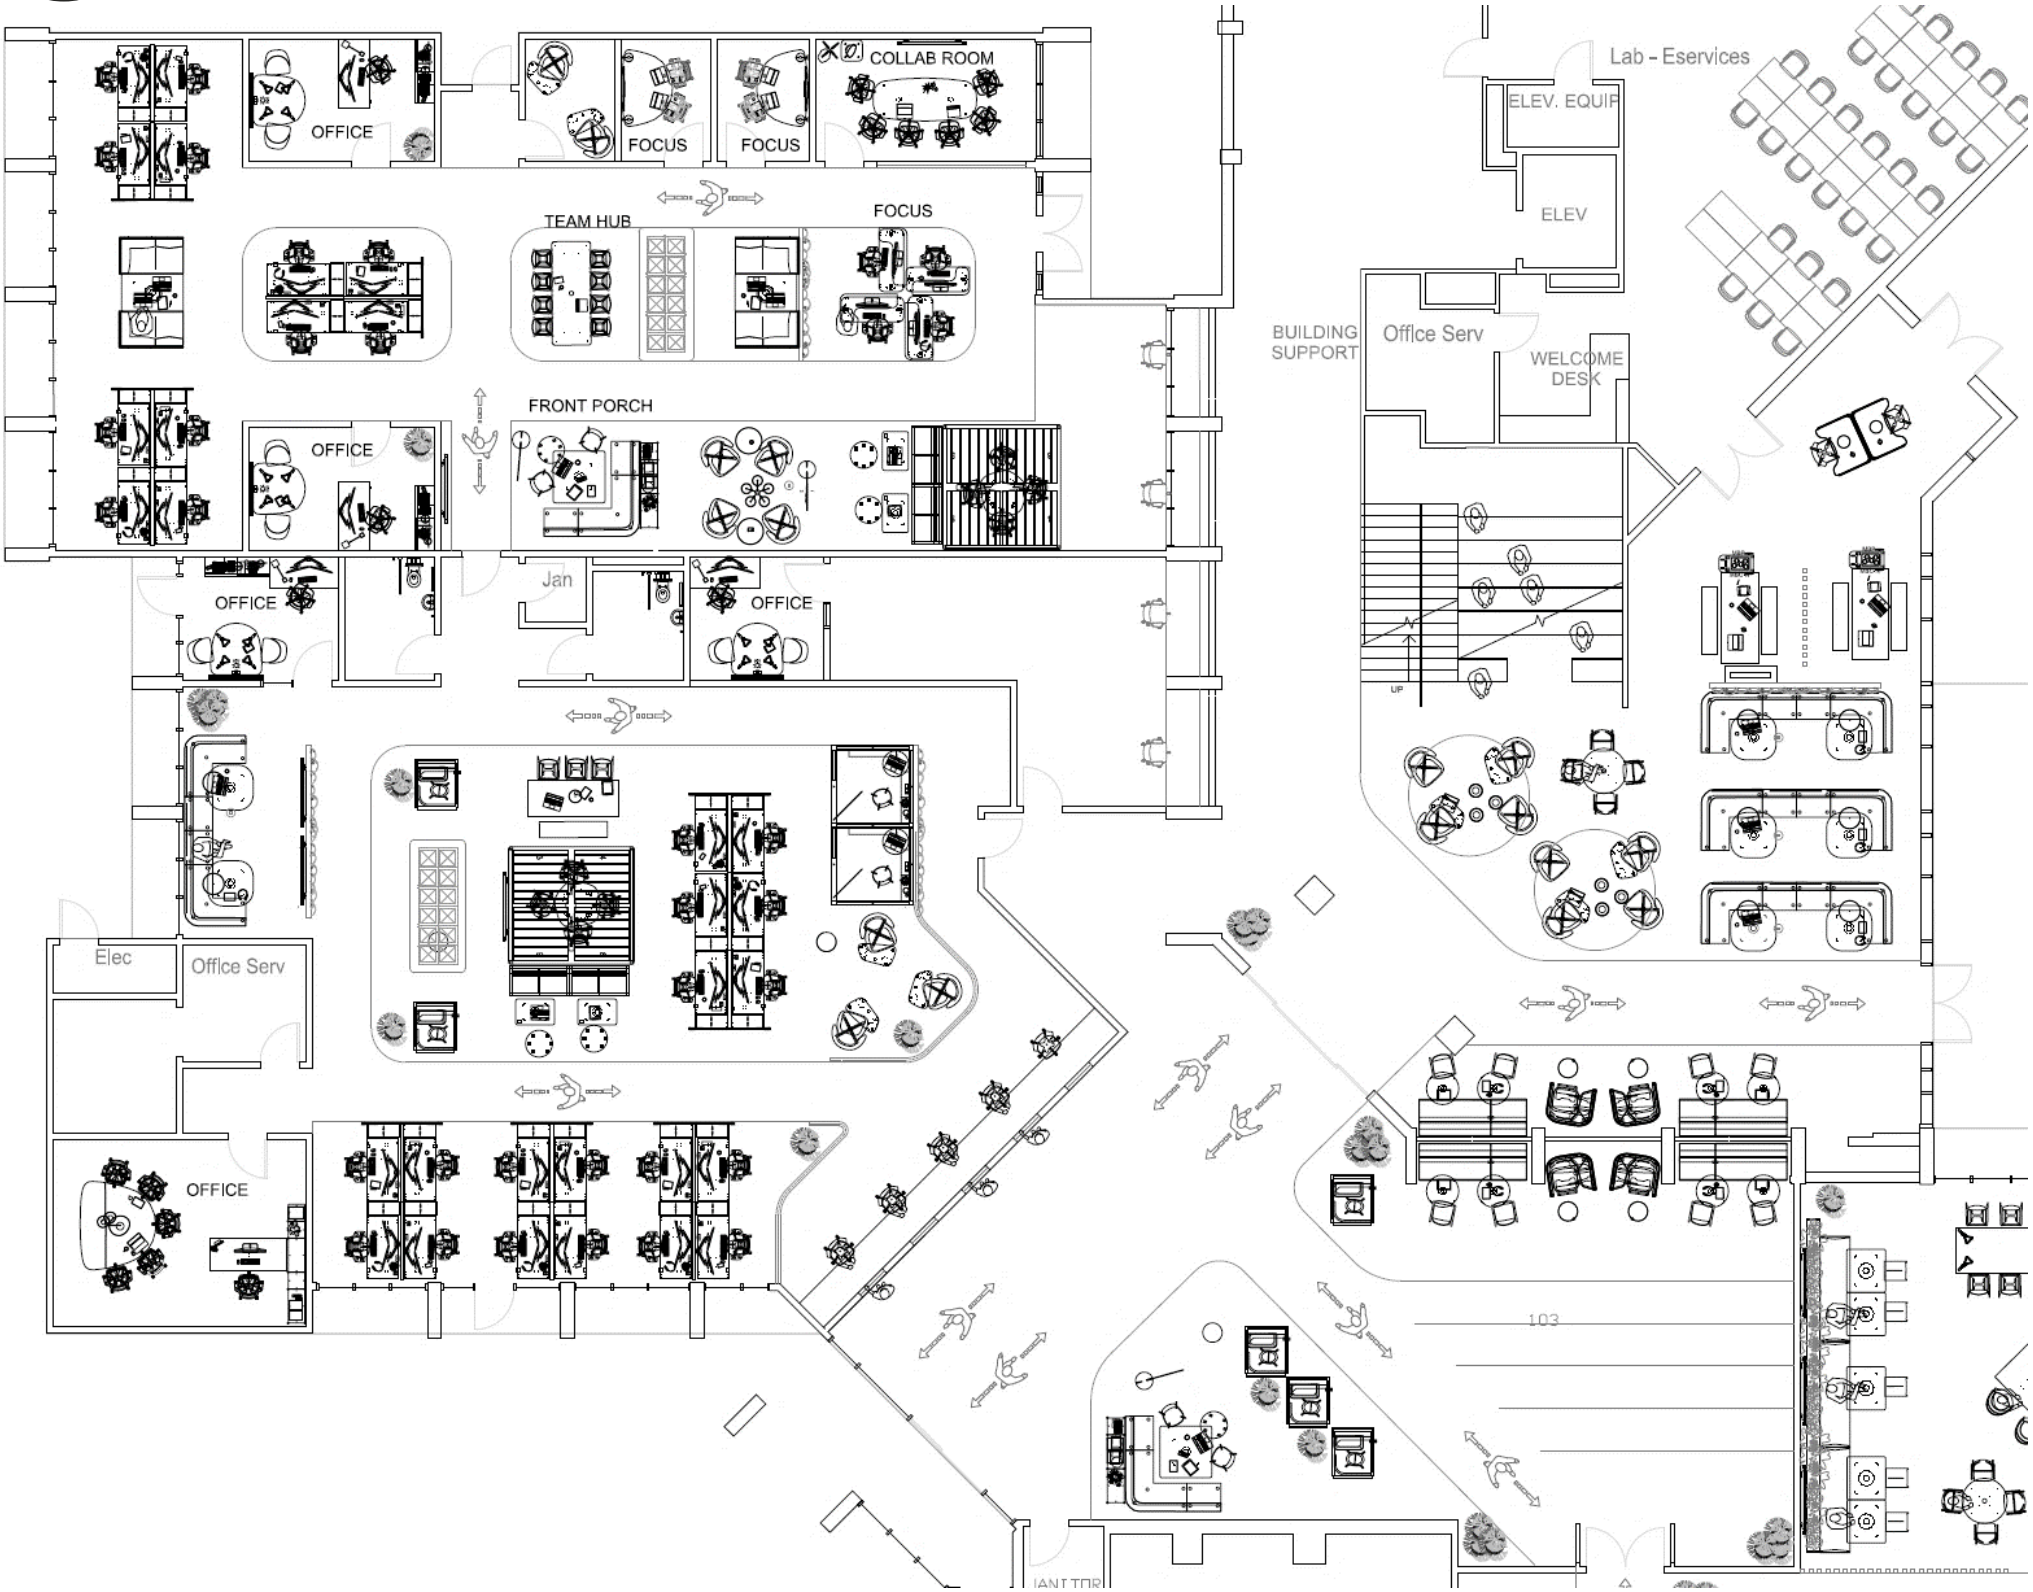 Lab - Eservices
COLLAB ROOM
ELEV. EQUIP
OFFICE
FOCUS
FOCUS
ELEV
TEAM HUB
FOCUS
BUILDING
SUPPORT
Office Serv
WELCOME
DESK
FRONT PORCH
OFFICE
Jan
OFFICE
OFFICE
UP
Elec
Office Serv
OFFICE
103
JANITOR